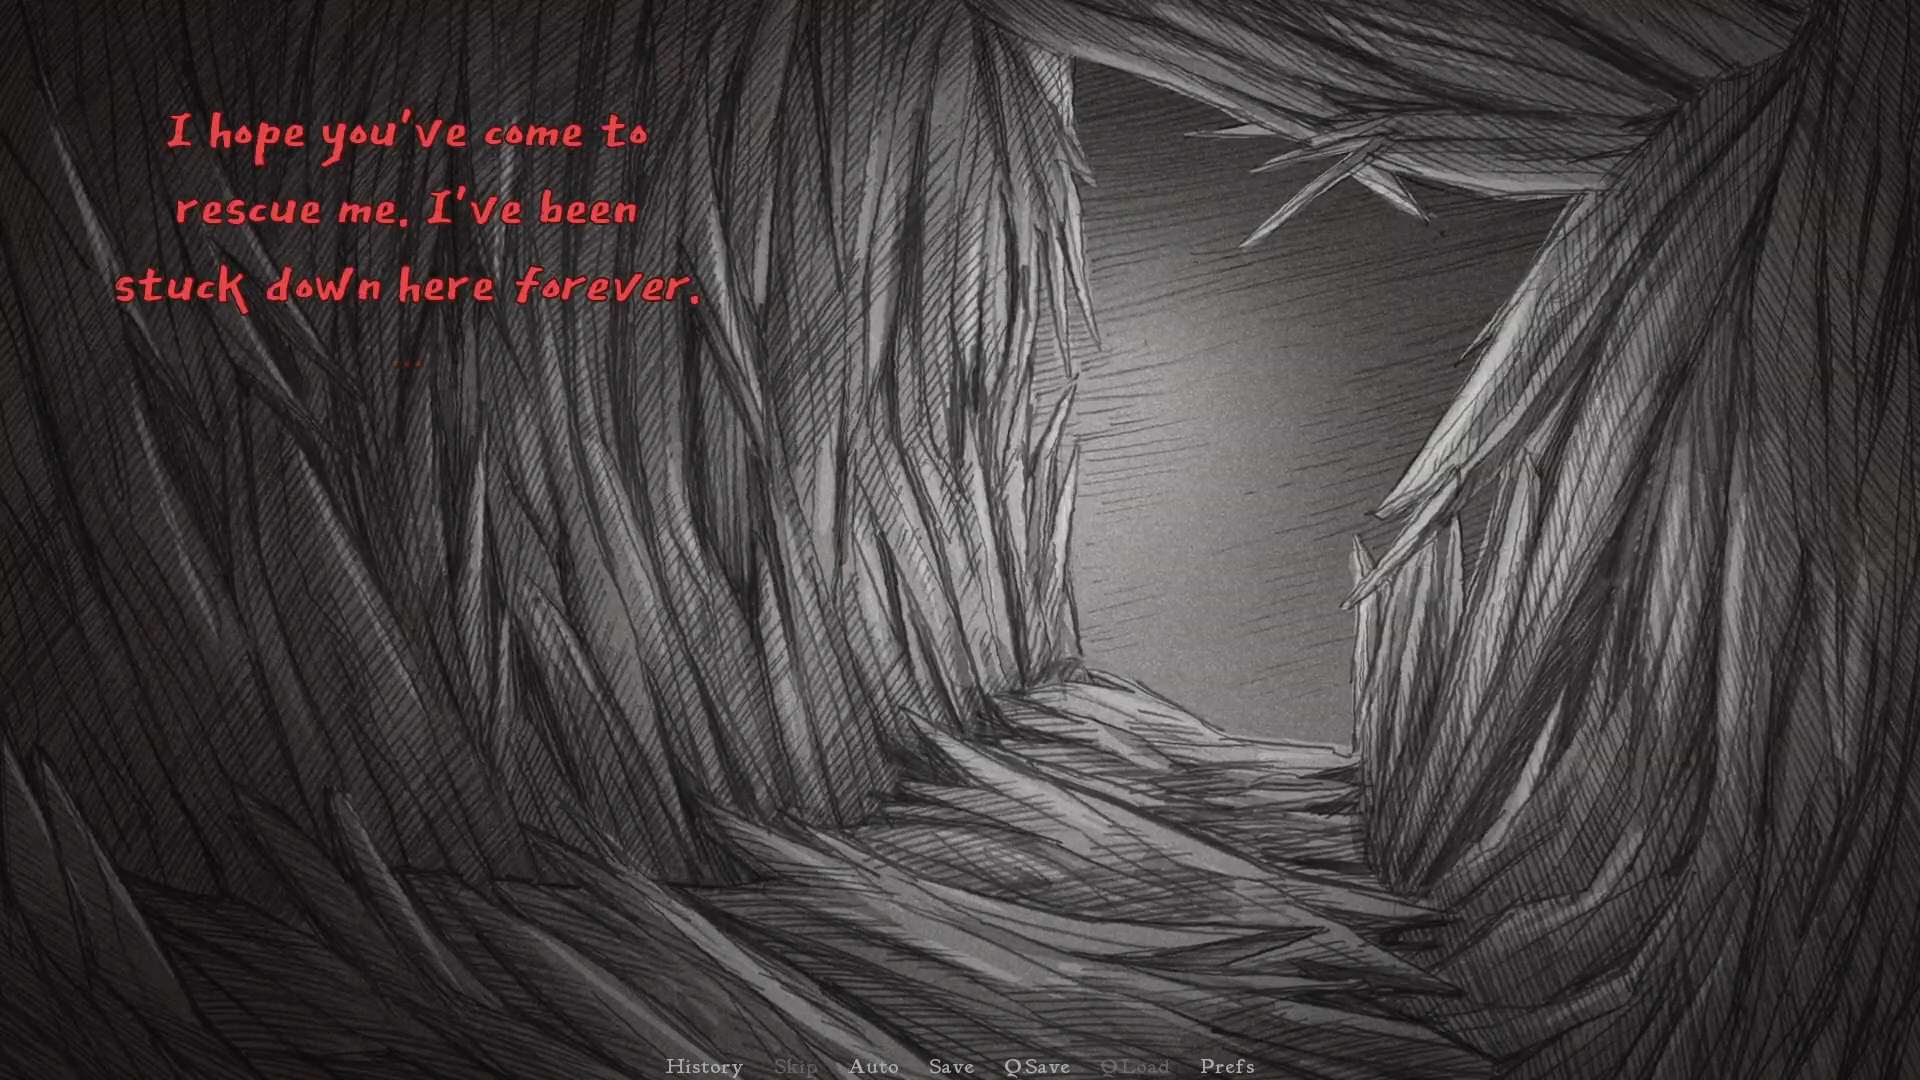 I hope you've come to
rescue me. I've been
stuck down here forever.
...
History Skip Auto Save Q.Save Q.Load Prefs